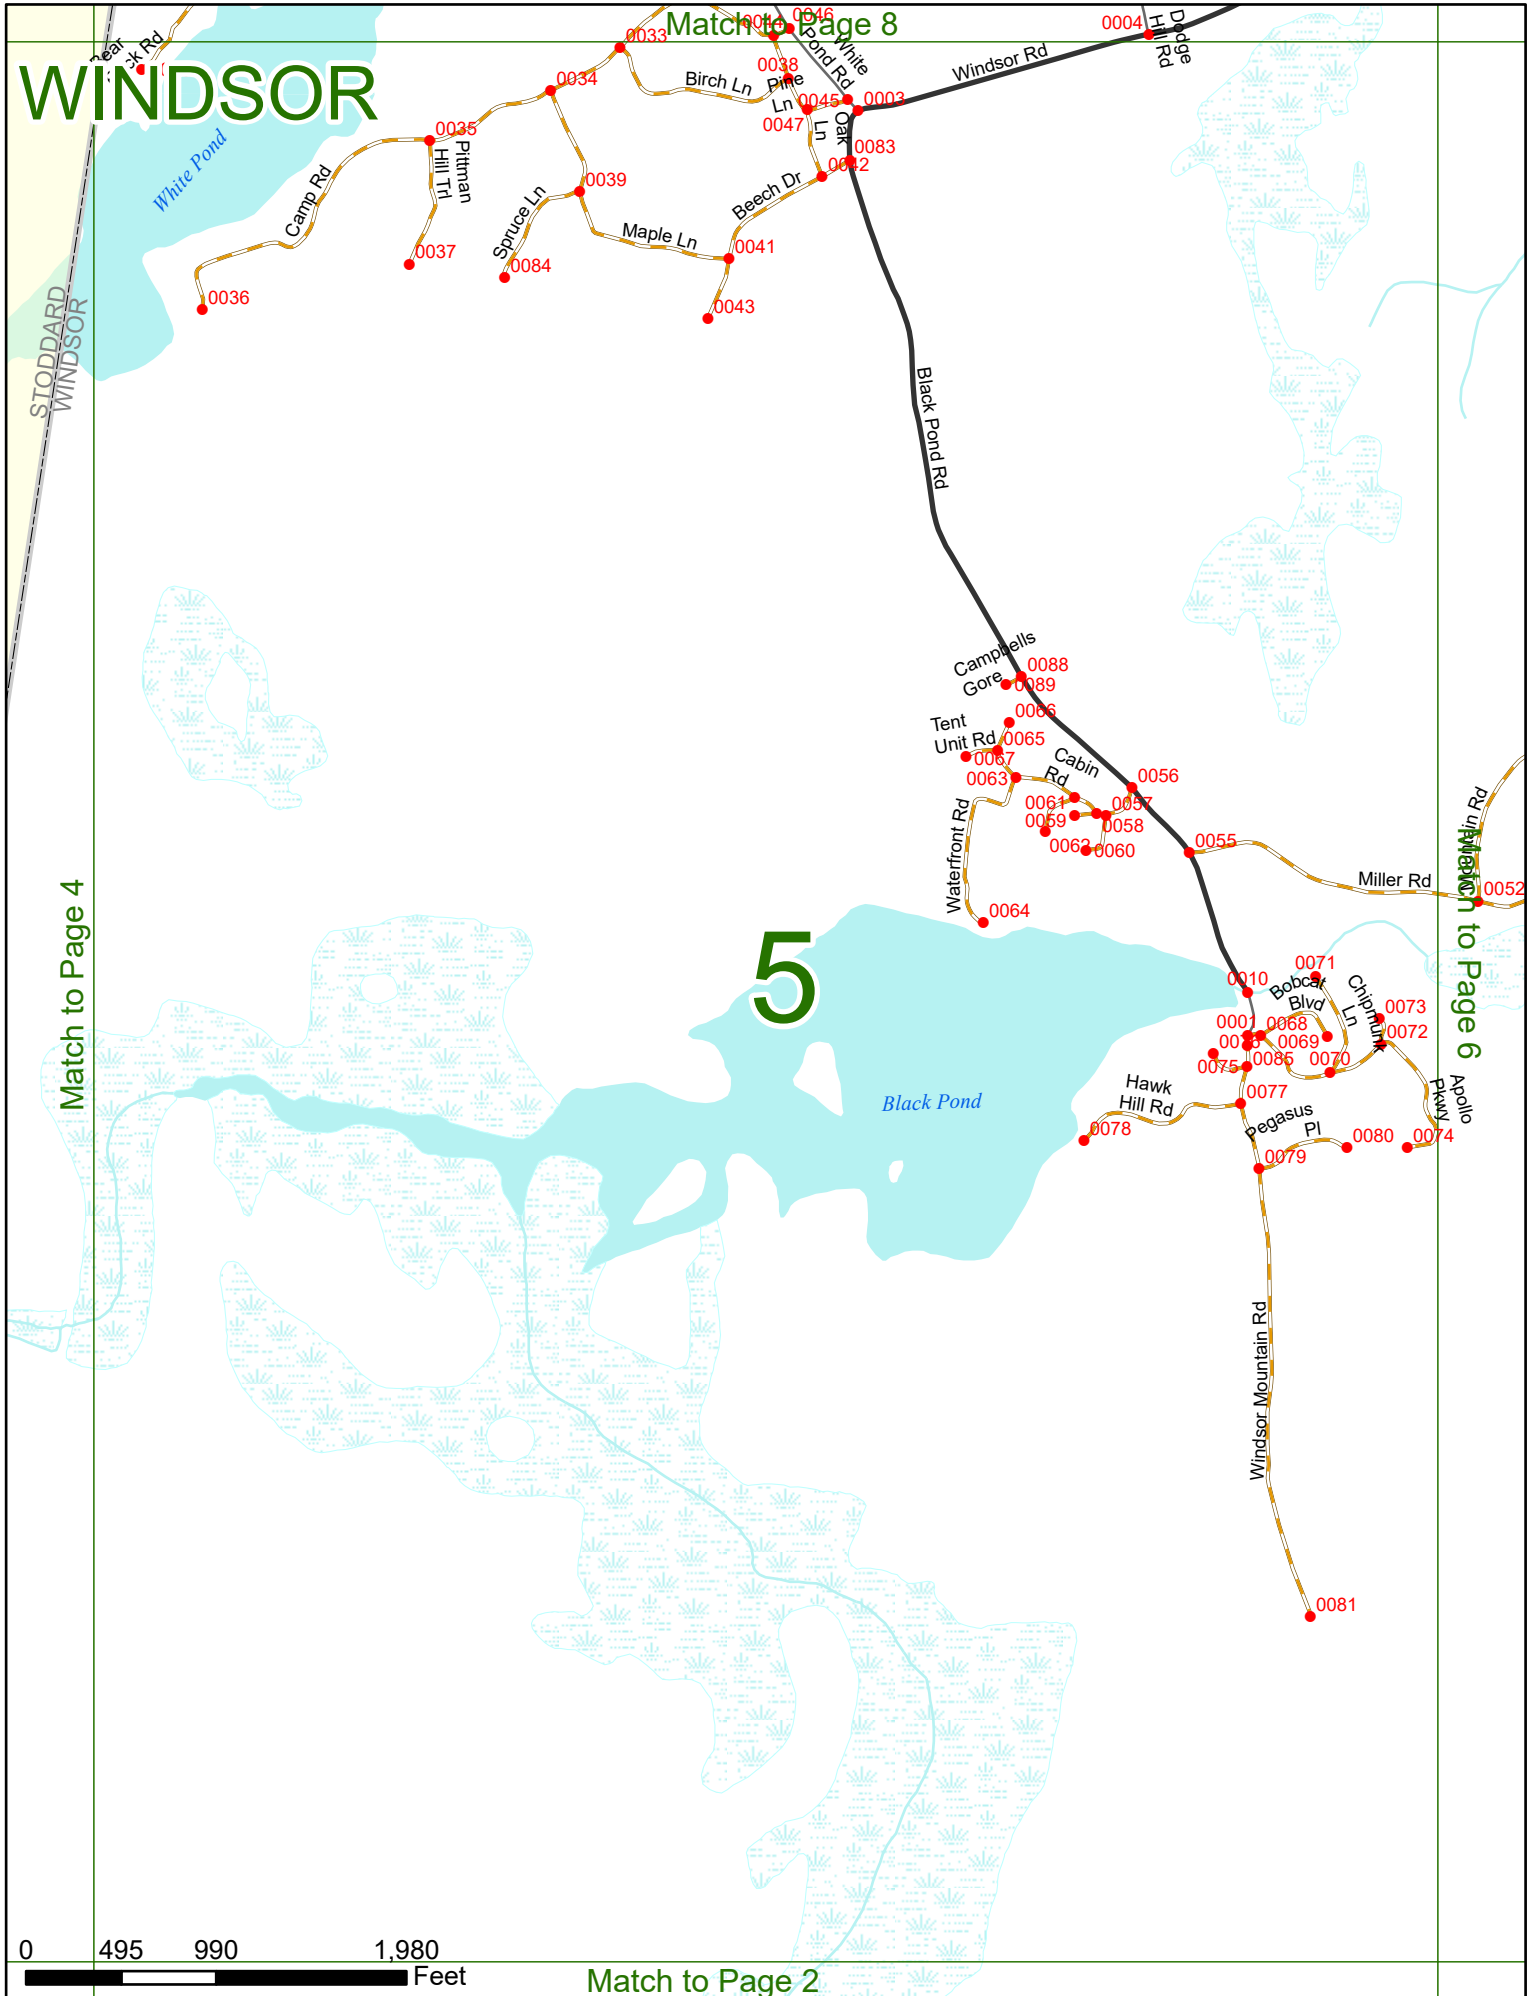 Match to Page 8
WINDSOR
0046
0004
Dodge
Hill Rd
0033
White
Pond Rd
Windsor Rd
0038
0034
Birch Ln
Pine
Ln
0045
0003
0047
Oak
Ln
0035
0083
0042
Pittman
Hill Trl
White Pond
Camp Rd
Beech Dr
Spruce Ln
Maple Ln
0039
0041
0037
0084
0036
0043
STODDARD
WINDSOR
Black Pond Rd
Campbells
Gore
0088
0089
0066
Tent
Unit Rd
0065
0067
Cabin
Rd
0063
0056
0061
0057
0059
0058
0062
0060
Waterfront Rd
0055
Miller Rd
0052
0064
Match to Page 4
Match to Page 6
5
0071
0010
Bobcat
Blvd
Chipmunk
Ln
0073
0001
0068
0069
0072
0075
0085
0070
Hawk
Hill Rd
0077
Apollo
Pkwy
Black Pond
Pegasus
Pl
0078
0080
0074
0079
Windsor Mountain Rd
0081
0
495
990
1,980
Feet
Match to Page 2